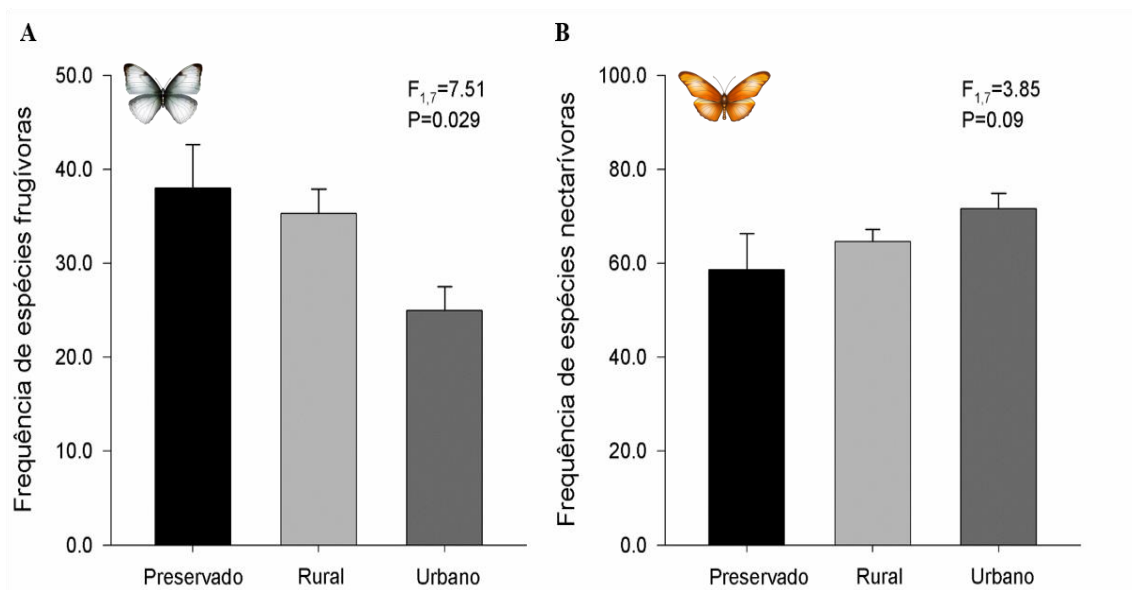 A
Frequência de espécies frugívoras
50.0
40.0
30.0
20.0
10.0
0.0
F1,7=7.51
P=0.029
Preservado Rural Urbano
B
Frequência de espécies nectarívoras
100.0
80.0
60.0
40.0
20.0
0.0
F1,7=3.85
P=0.09
Preservado Rural Urbano